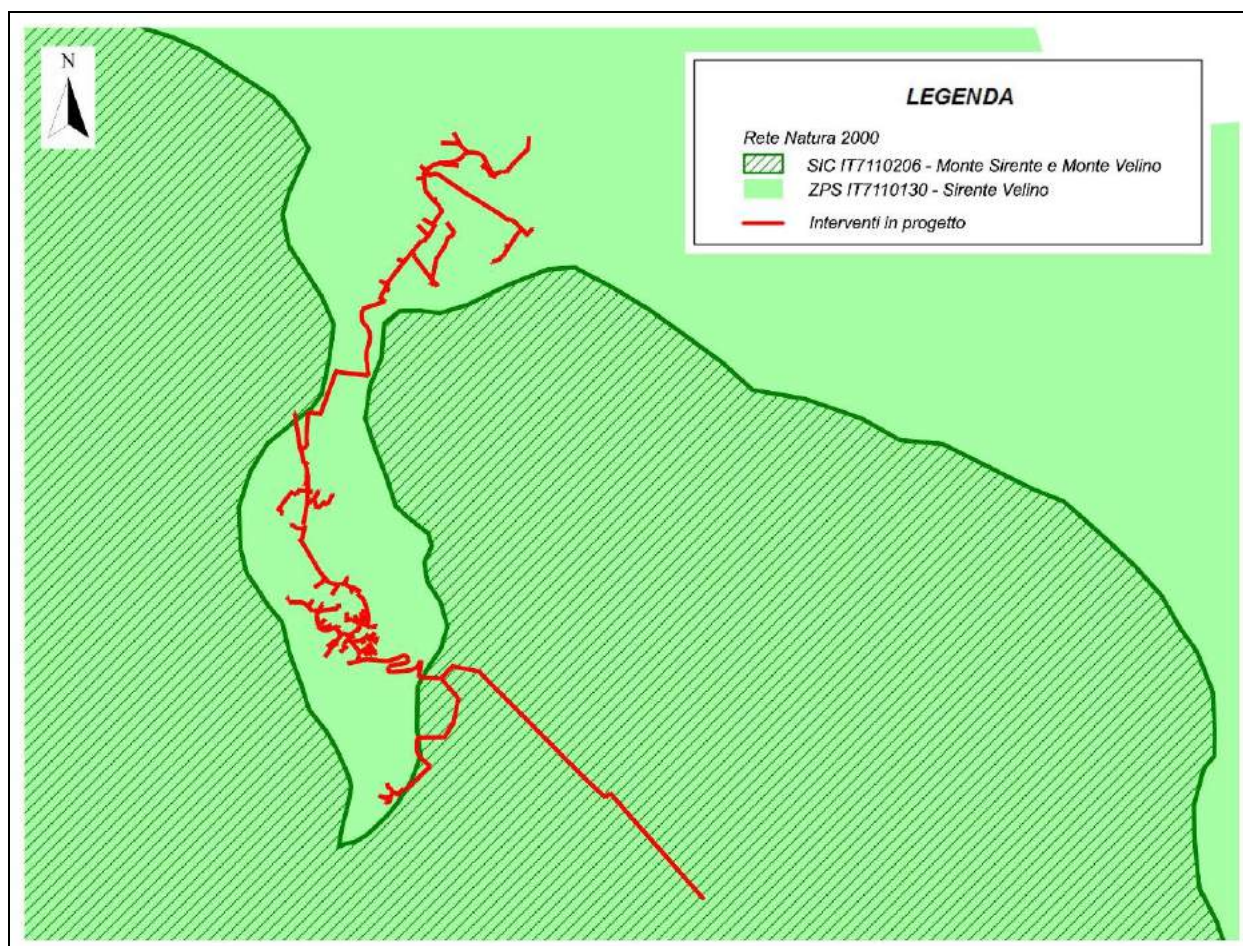 N
LEGENDA
Rete Natura 2000
SIC IT7110206 - Monte Sirente e Monte Velino
ZPS IT7110130 - Sirente Velino
Interventi in progetto